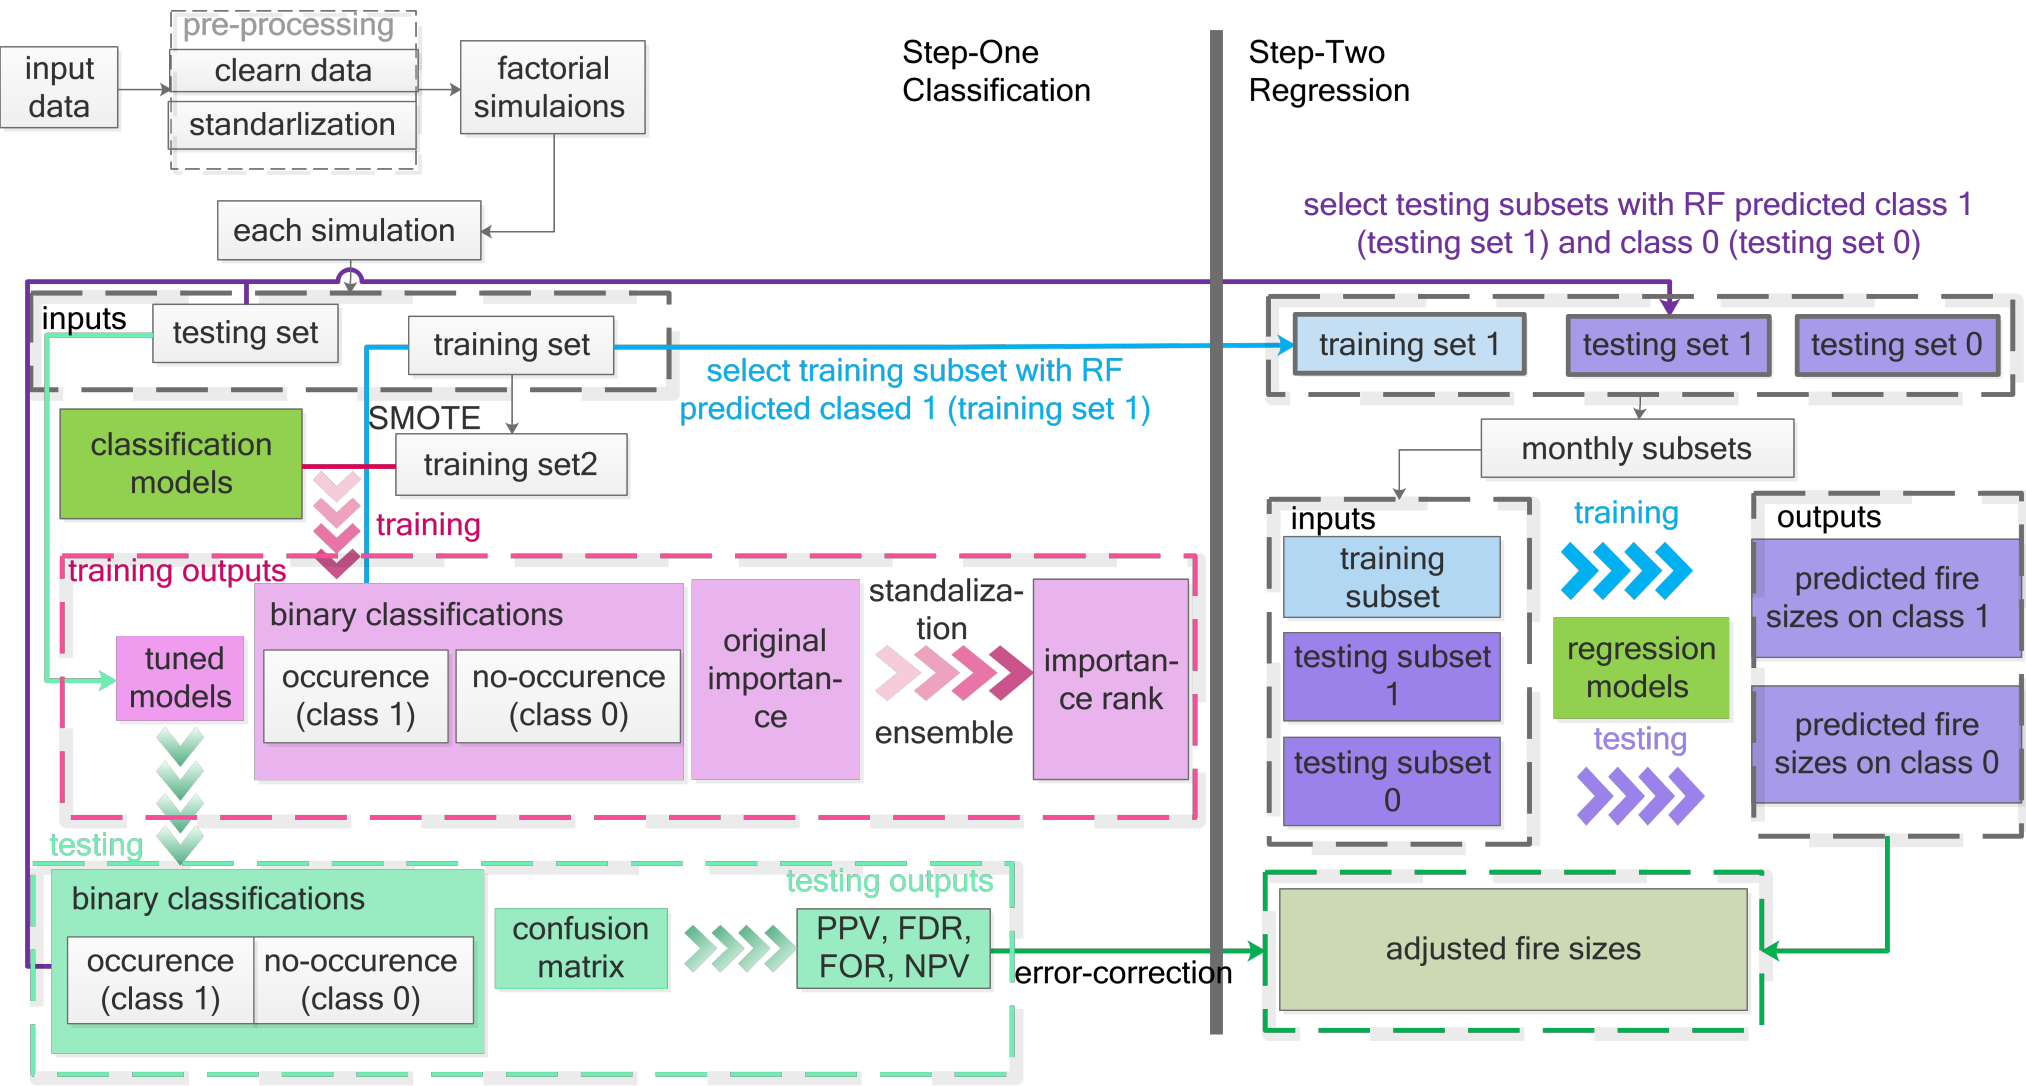 pre-processing
input
data
clearn data
standarlization
factorial
simulaions
Step-One
Classification
Step-Two
Regression
each simulation
select testing subsets with RF predicted class 1
(testing set 1) and class 0 (testing set 0)
inputs
testing set
training set
select training subset with RF
predicted clased 1 (training set 1)
training set 1
testing set 1
testing set 0
SMOTE
classification
models
training set2
training
monthly subsets
inputs
training
subset
testing subset
1
testing subset
0
training
regression
models
testing
outputs
predicted fire
sizes on class 1
predicted fire
sizes on class 0
training outputs
tuned
models
binary classifications
occurence
(class 1)
no-occurence
(class 0)
original
importan-
ce
standaliza-
tion
ensemble
importan-
ce rank
testing
testing outputs
binary classifications
occurence
(class 1)
no-occurence
(class 0)
confusion
matrix
PPV, FDR,
FOR, NPV
error-correction
adjusted fire sizes